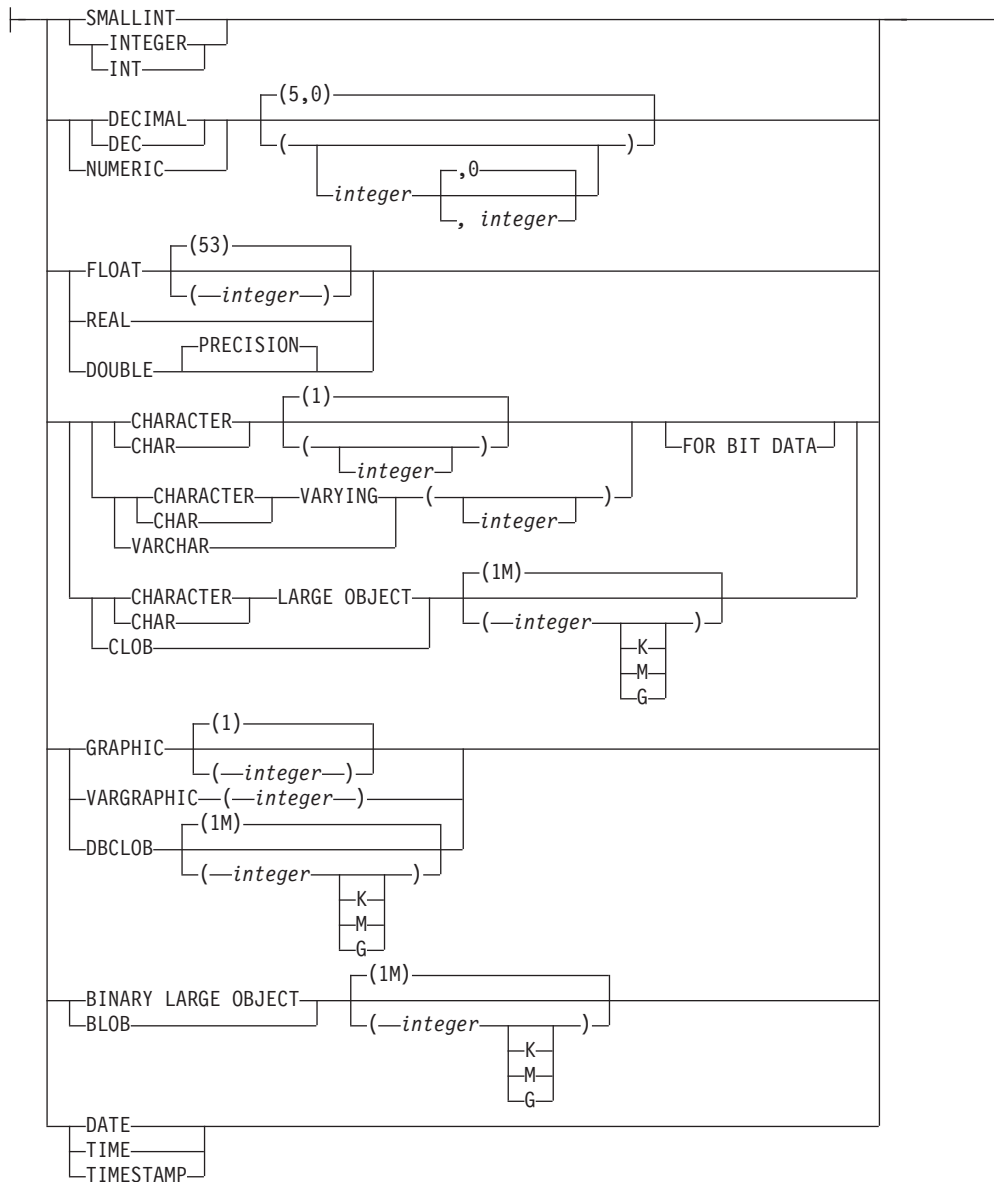 SMALLINT
INTEGER
INT
(5,0)
DECIMAL
DEC ( )
NUMERIC ,0
integer
, integer
(53)
FLOAT
( integer )
REAL
PRECISION
DOUBLE
(1)
CHARACTER
CHAR ( ) FOR BIT DATA
integer
CHARACTER VARYING ( )
CHAR integer
VARCHAR
(1M)
CHARACTER LARGE OBJECT
CHAR ( integer )
CLOB K
M
G
(1)
GRAPHIC
( integer )
VARGRAPHIC ( integer )
(1M)
DBCLOB
( integer )
K
M
G
(1M)
BINARY LARGE OBJECT
BLOB ( integer )
K
M
G
DATE
TIME
TIMESTAMP